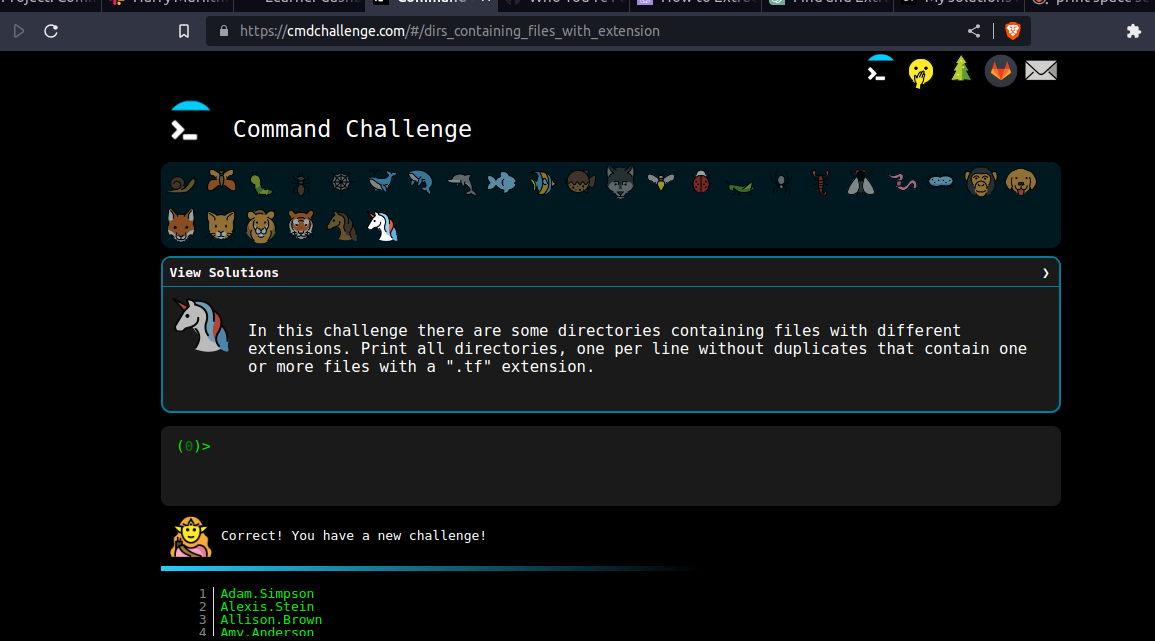 https://cmdchallenge.com/#/dirs_containing_files_with_extension
Command Challenge
View Solutions
In this challenge there are some directories containing files with different
extensions. Print all directories, one per line without duplicates that contain one
or more files with a ".tf" extension.
(0)>
Correct! You have a new challenge!
1 Adam.Simpson
2 Alexis.Stein
3 Allison.Brown
4 Amy.Anderson